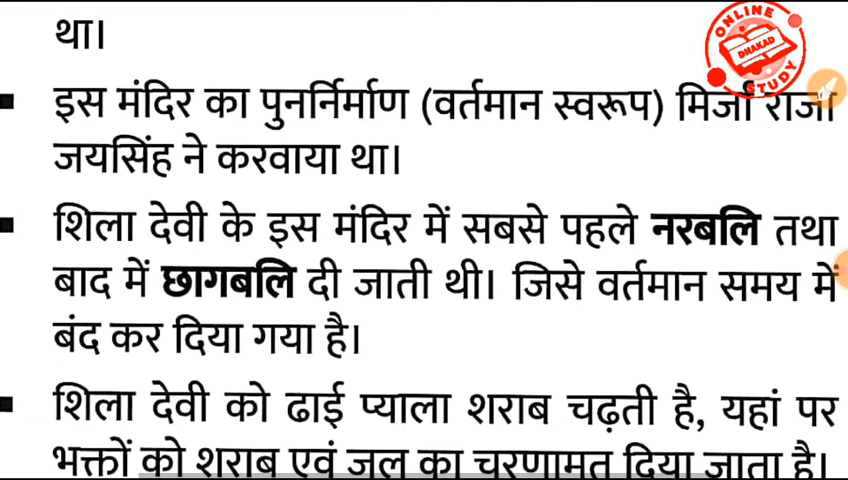 था।
ONLINE
DHAKAD
STUDY
इस मंदिर का पुनर्निर्माण (वर्तमान स्वरूप) मिर्जा राजा
जयसिंह ने करवाया था।
शिला देवी के इस मंदिर में सबसे पहले नरबलि तथा
बाद में छागबलि दी जाती थी। जिसे वर्तमान समय में
बंद कर दिया गया है।
शिला देवी को ढाई प्याला शराब चढ़ती है, यहां पर
भक्तों को शराब एवं जल का चरणामृत दिया जाता है।